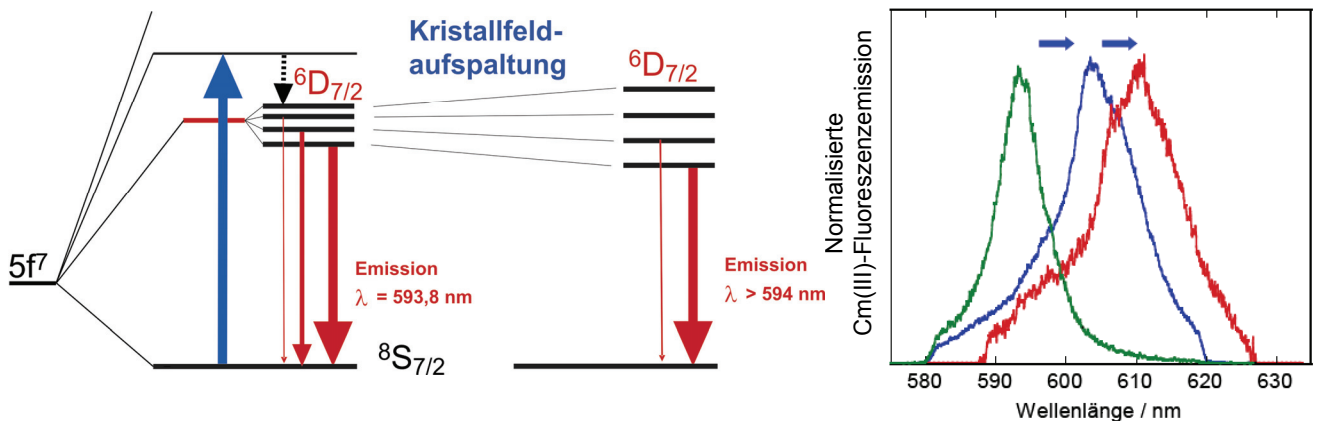 Kristallfeld-
aufspaltung
⁶D₇/₂
⁶D₇/₂
5f⁷
Emission
λ = 593,8 nm
Emission
λ > 594 nm
⁸S₇/₂
Normalisierte
Cm(III)-Fluoreszenzemission
580 590 600 610 620 630
Wellenlänge / nm